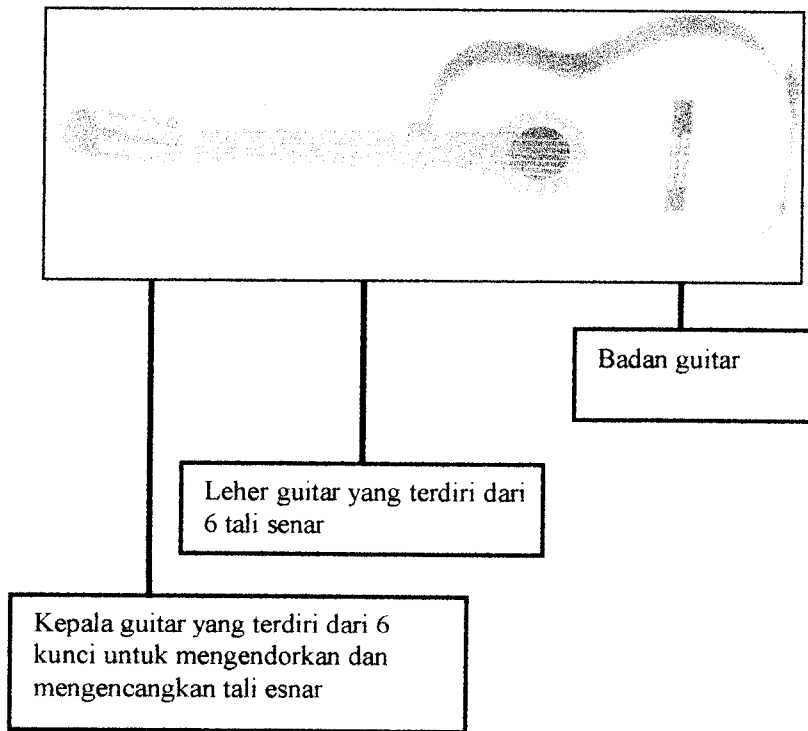 Badan guitar
Leher guitar yang terdiri dari
6 tali senar
Kepala guitar yang terdiri dari 6
kunci untuk mengendorkan dan
mengencangkan tali esnar